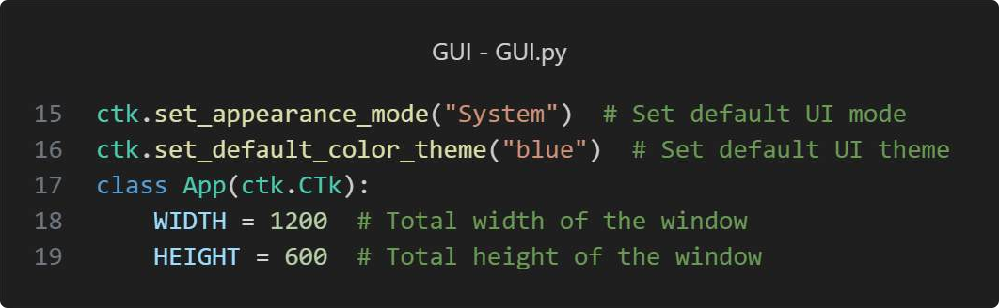 GUI - GUI.py
15 ctk.set_appearance_mode("System")  # Set default UI mode
16 ctk.set_default_color_theme("blue")  # Set default UI theme
17 class App(ctk.CTk):
18     WIDTH = 1200  # Total width of the window
19     HEIGHT = 600  # Total height of the window